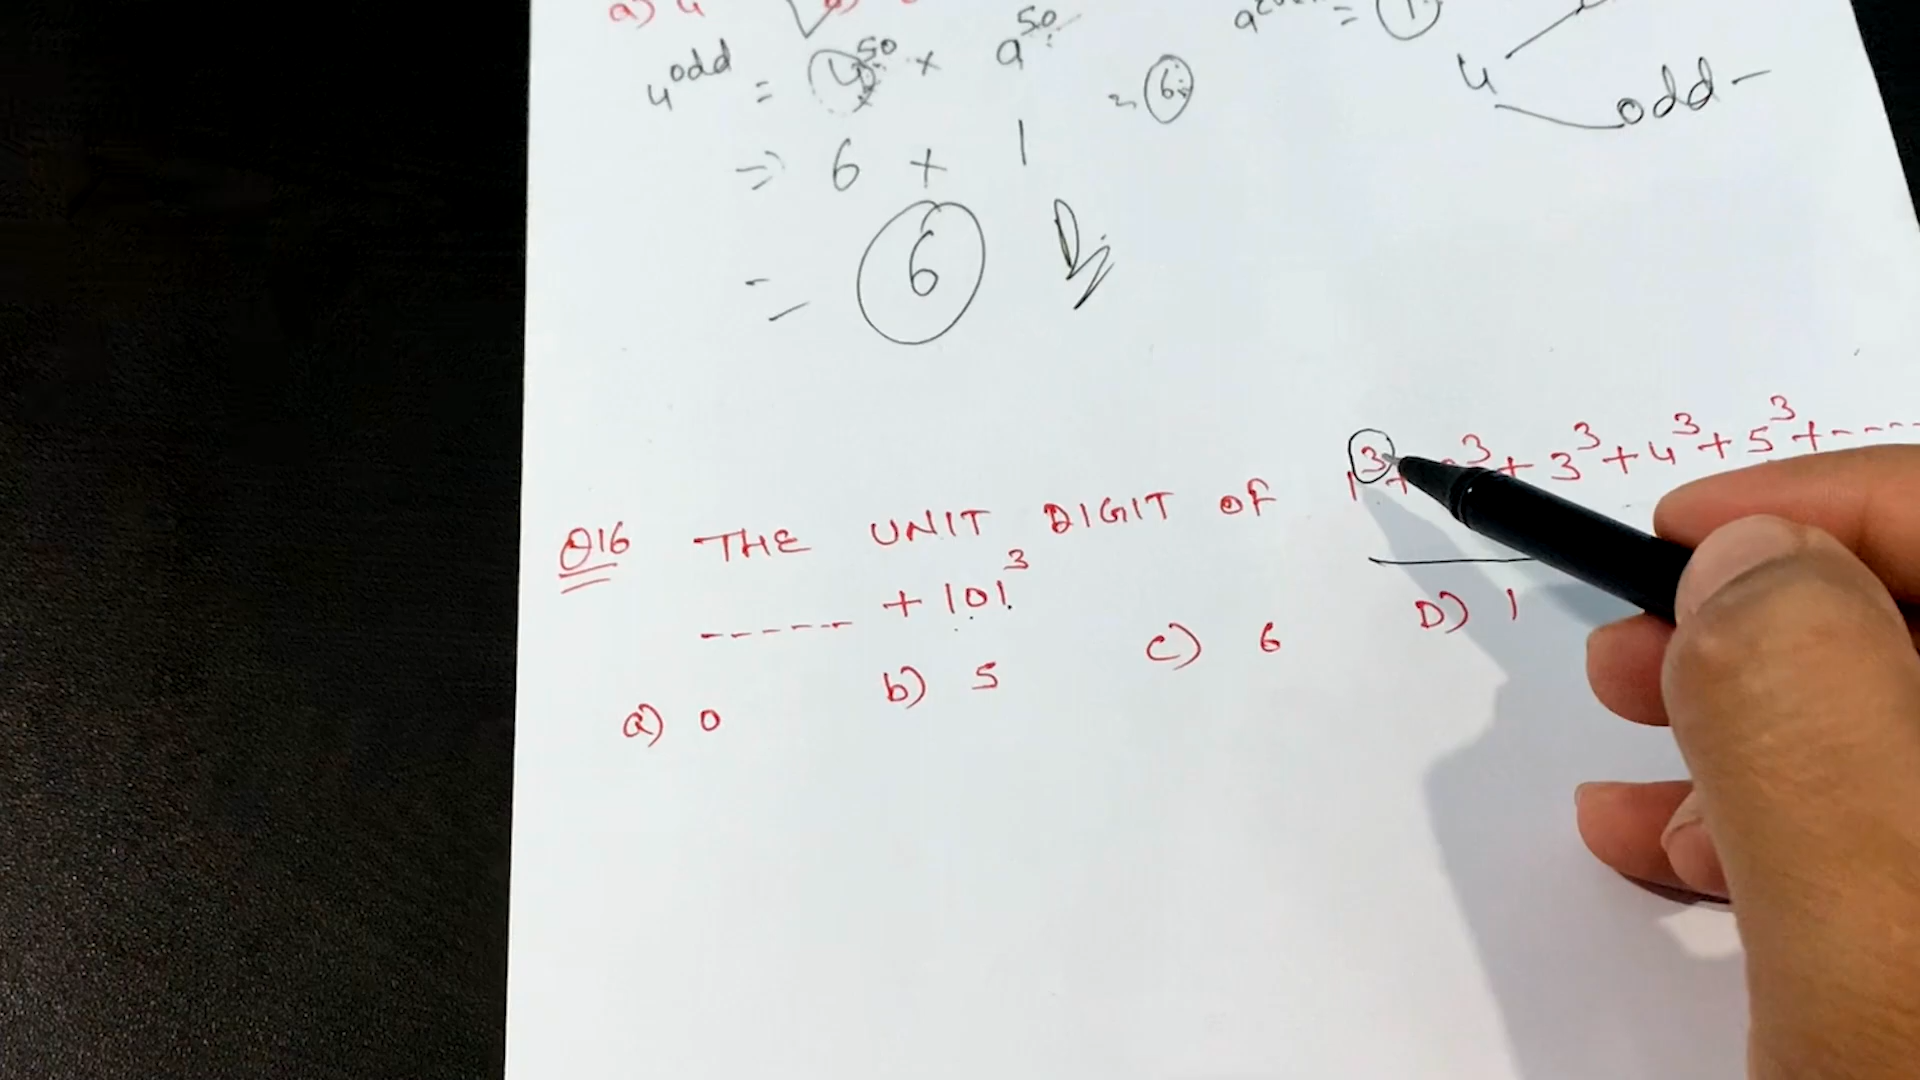 a) 4
4^odd = 4^50 × 9^50
= 6
4
odd -
⇒ 6 × 1
= 6
Q16 THE UNIT DIGIT OF 1^3 + 2^3 + 3^3 + 4^3 + 5^3 + ----
----- + 101^3
a) 0 b) 5 c) 6 D) 1